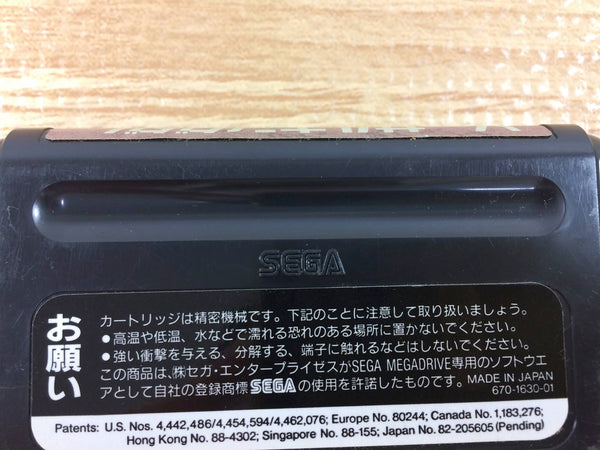 SEGA
お願い
カートリッジは精密機械です。下記のことに注意して取り扱いましょう。
●高温や低温、水などで濡れる恐れのある場所に置かないでください。
●強い衝撃を与える、分解する、端子に触れるなどはしないでください。
この商品は、㈱セガ・エンタープライゼスがSEGA MEGADRIVE専用のソフトウエ
アとして自社の登録商標SEGAの使用を許諾したものです。 MADE IN JAPAN
670-1630-01
Patents: U.S. Nos. 4,442,486/4,454,594/4,462,076; Europe No. 80244; Canada No. 1,183,276;
Hong Kong No. 88-4302; Singapore No. 88-155; Japan No. 82-205605 (Pending)